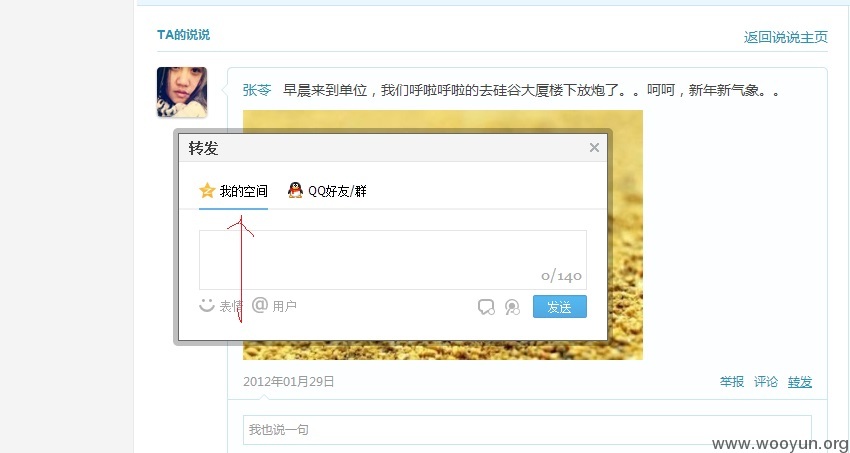 TA的说说 返回说说主页
张苓 早晨来到单位，我们呼啦呼啦的去硅谷大厦楼下放炮了。。呵呵，新年新气象。。
转发
我的空间 QQ好友/群
0/140
表情 @ 用户 发送
2012年01月29日 举报 评论 转发
我也说一句
www.wooyun.org